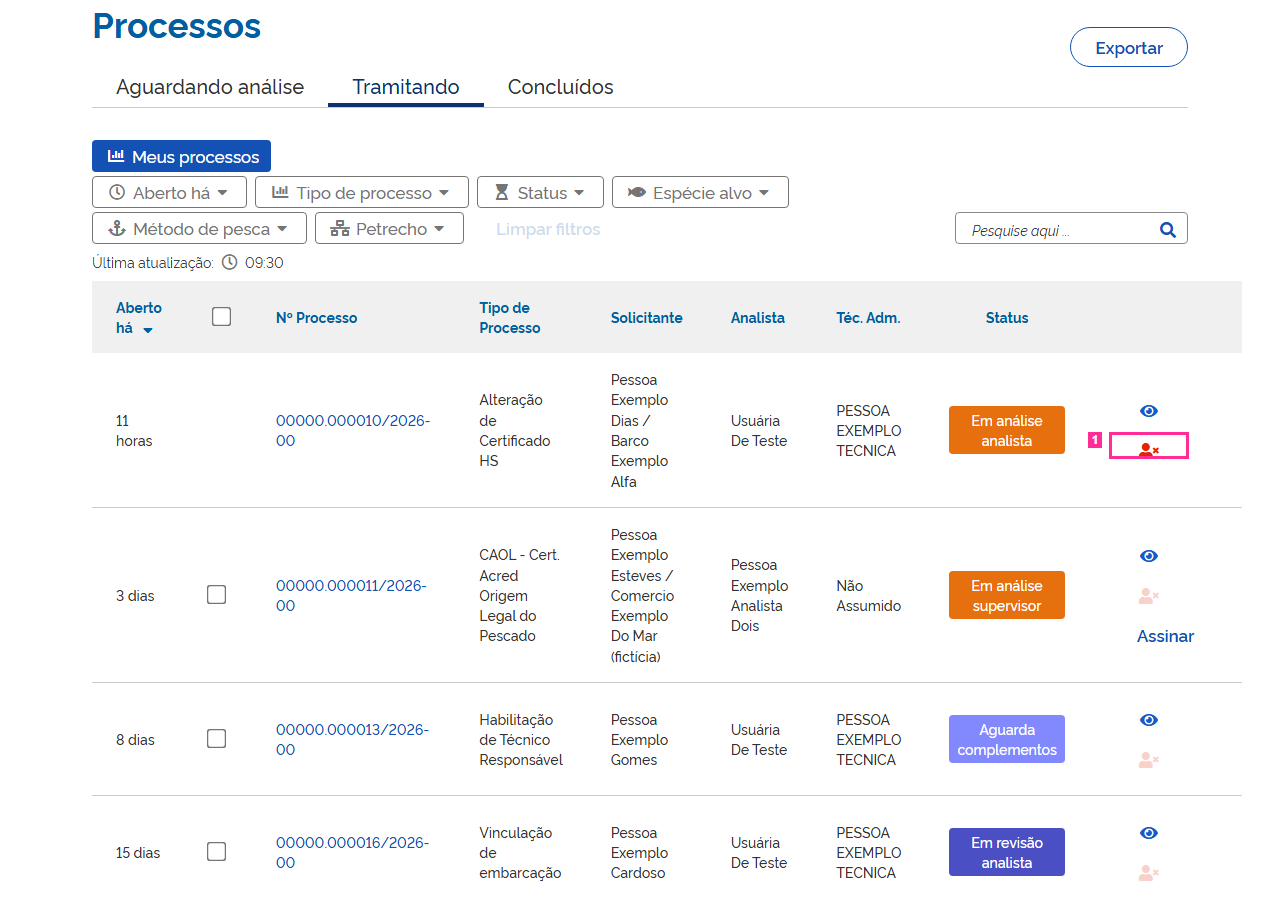 Processos
Exportar
Aguardando análise Tramitando Concluídos
Meus processos
Aberto há Tipo de processo Status Espécie alvo
Método de pesca Petrecho Limpar filtros Pesquise aqui ...
Última atualização: 09:30
Aberto há Nº Processo Tipo de Processo Solicitante Analista Téc. Adm. Status
11 horas
00000.000010/2026-
00
Alteração
de
Certificado
HS
Pessoa
Exemplo
Dias /
Barco
Exemplo
Alfa
Usuária
De Teste
PESSOA
EXEMPLO
TECNICA
Em análise
analista
1
3 dias
00000.000011/2026-
00
CAOL - Cert.
Acred
Origem
Legal do
Pescado
Pessoa
Exemplo
Esteves /
Comercio
Exemplo
Do Mar
(fictícia)
Pessoa
Exemplo
Analista
Dois
Não
Assumido
Em análise
supervisor
Assinar
8 dias
00000.000013/2026-
00
Habilitação
de Técnico
Responsável
Pessoa
Exemplo
Gomes
Usuária
De Teste
PESSOA
EXEMPLO
TECNICA
Aguarda
complementos
15 dias
00000.000016/2026-
00
Vinculação
de
embarcação
Pessoa
Exemplo
Cardoso
Usuária
De Teste
PESSOA
EXEMPLO
TECNICA
Em revisão
analista